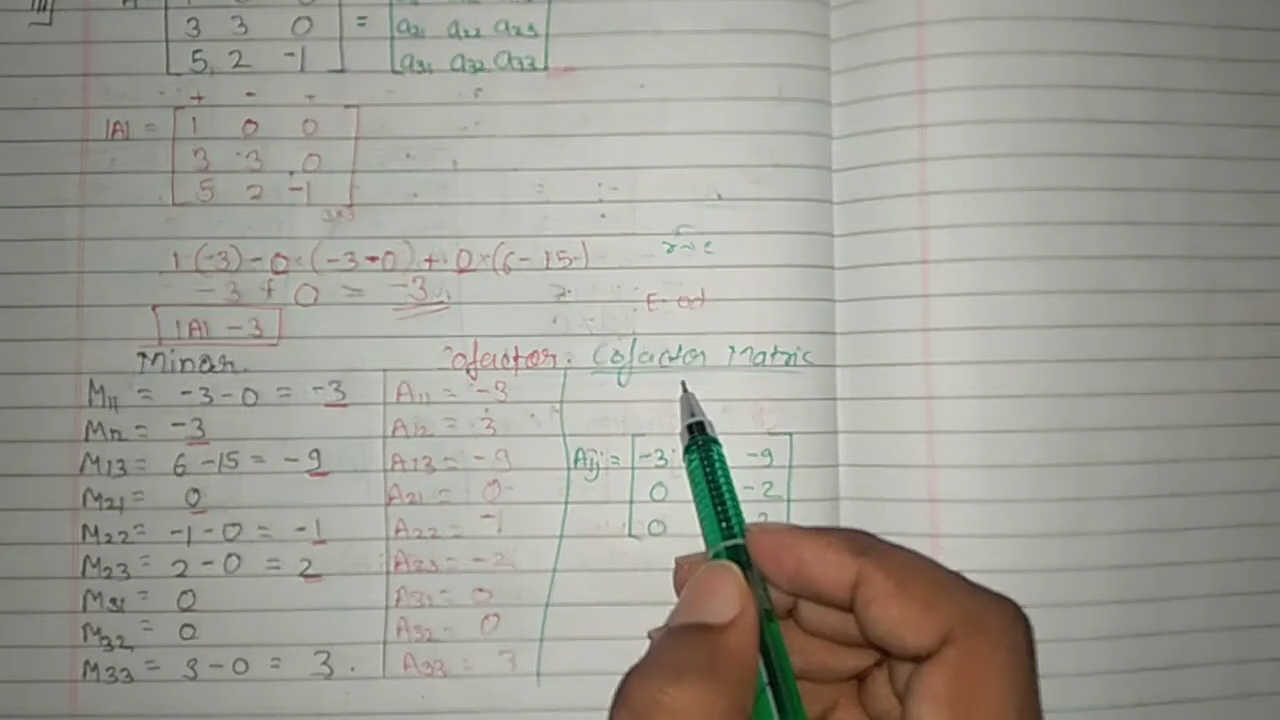 3 3 0 = a21 a22 a23
5 2 -1 a31 a32 a33
+ - +
|A| = 1 0 0
3 3 0
5 2 -1
3×3
1(-3) - 0×(-3-0) + 0×(6-15)
-3 + 0 = -3
|A| -3
Minor Cofactor: Cofactor Matric
M11 = -3-0 = -3 A11 = -3
M12 = -3 A12 = 3
M13 = 6-15 = -9 A13 = -9 Aij = -3 -9
M21 = 0 A21 = 0 0 -2
M22 = -1-0 = -1 A22 = -1 0
M23 = 2-0 = 2 A23 = -2
M31 = 0 A31 = 0
M32 = 0 A32 = 0
M33 = 3-0 = 3. A33 = 3